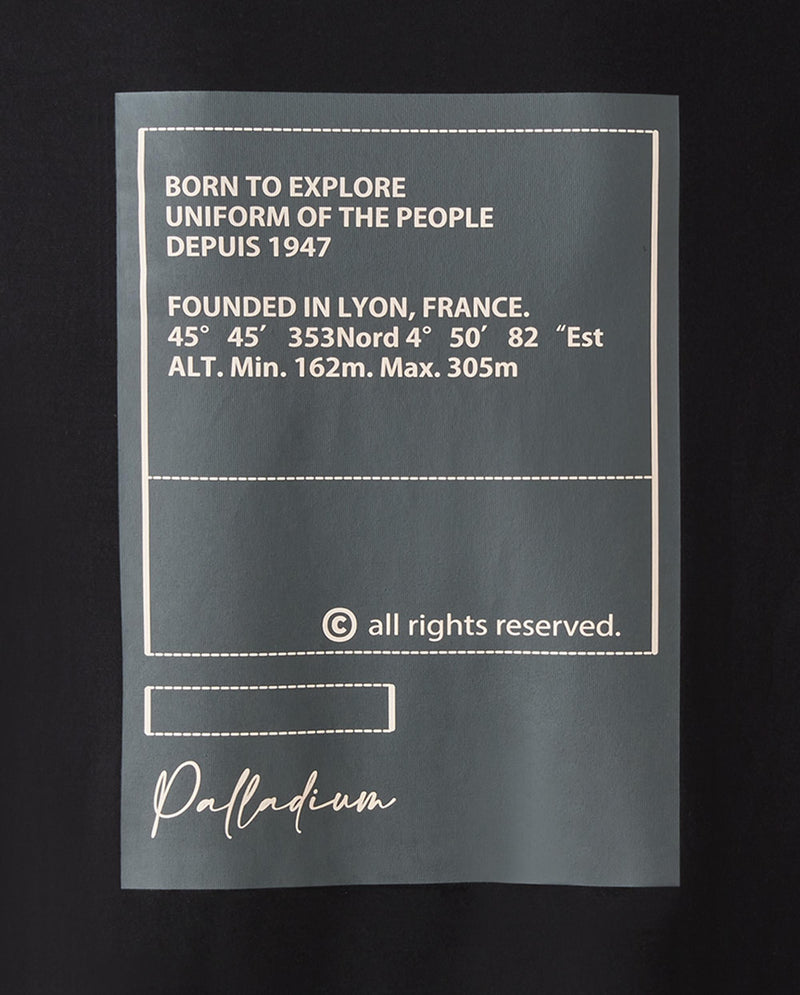 BORN TO EXPLORE
UNIFORM OF THE PEOPLE
DEPUIS 1947
FOUNDED IN LYON, FRANCE.
45° 45′ 353Nord 4° 50′ 82 “Est
ALT. Min. 162m. Max. 305m
© all rights reserved.
Palladium